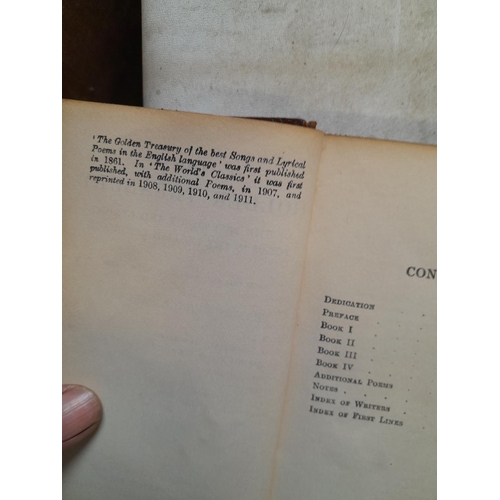 'The Golden Treasury of the best Songs and Lyrical
Poems in the English language' was first published
in 1861. In 'The World's Classics' it was first
published, with additional Poems, in 1907, and
reprinted in 1908, 1909, 1910, and 1911.
CON
Dedication . .
Preface . .
Book I . .
Book II . .
Book III . .
Book IV . .
Additional Poems .
Notes . .
Index of Writers .
Index of First Lines .